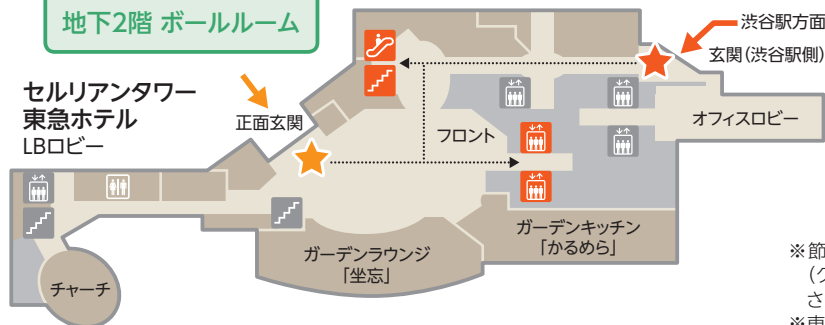 地下2階 ボールルーム
セルリアンタワー
東急ホテル
LBロビー
正面玄関
フロント
渋谷駅方面
玄関(渋谷駅側)
オフィスロビー
ガーデンラウンジ
「坐忘」
ガーデンキッチン
「かるめら」
チャーチ
※節
(ク
さ
※車